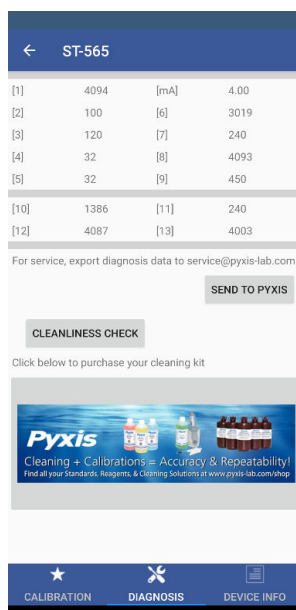 ST-565
[1] 4094 [mA] 4.00
[2] 100 [6] 3019
[3] 120 [7] 240
[4] 32 [8] 4093
[5] 32 [9] 450
[10] 1386 [11] 240
[12] 4087 [13] 4003
For service, export diagnosis data to service@pyxis-lab.com
SEND TO PYXIS
CLEANLINESS CHECK
Click below to purchase your cleaning kit
Pyxis
Cleaning + Calibrations = Accuracy & Repeatability!
Find all your Standards, Reagents, & Cleaning Solutions at www.pyxis-lab.com/shop
CALIBRATION DIAGNOSIS DEVICE INFO